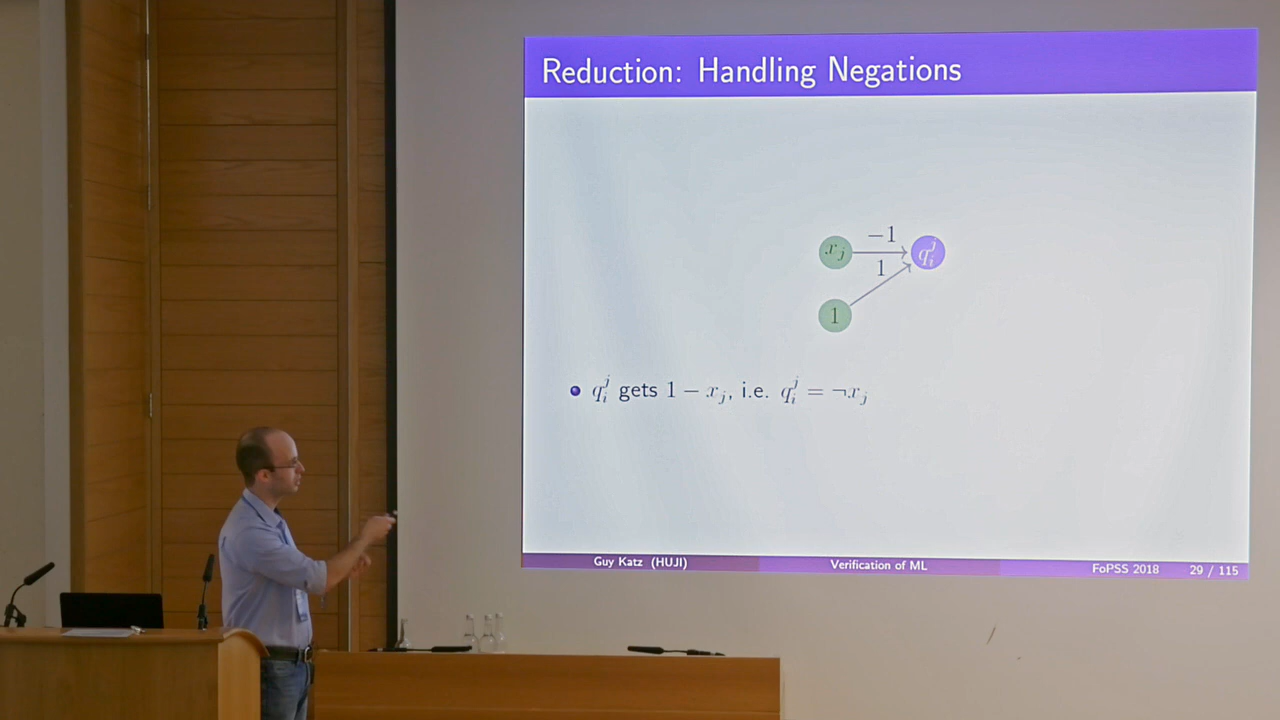 Reduction: Handling Negations
−1
x_j
q_i^j
1
1
q_i^j gets 1 − x_j, i.e. q_i^j = ¬x_j
Guy Katz (HUJI) Verification of ML FoPSS 2018 29 / 115